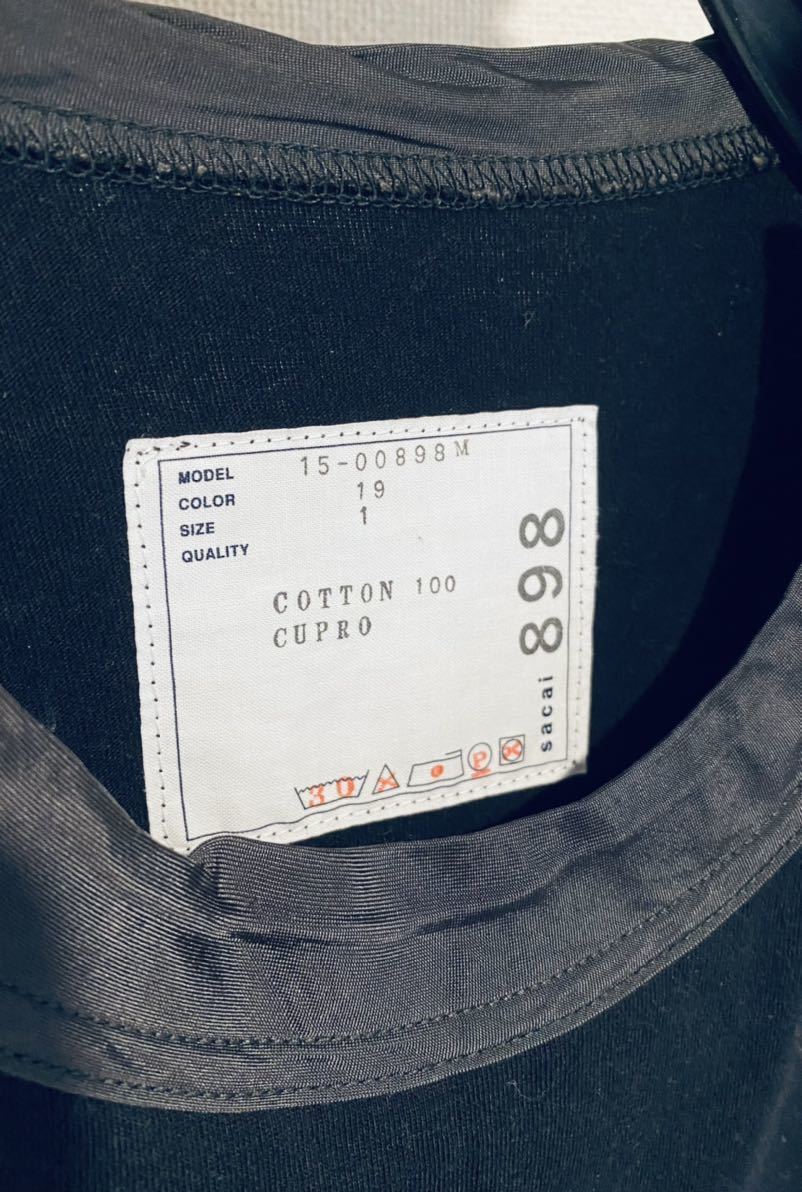 MODEL 15-00898M
COLOR 19
SIZE 1
QUALITY
COTTON 100
CUPRO
30 P
sacai 898